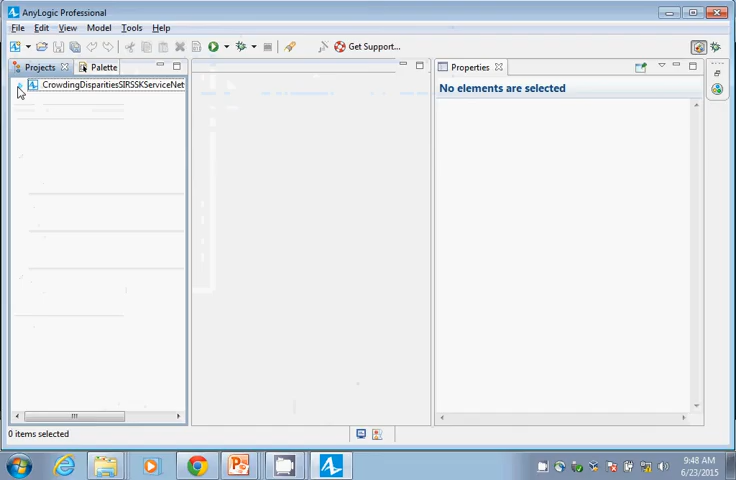 AnyLogic Professional
File Edit View Model Tools Help
Get Support...
Projects Palette Properties
CrowdingDisparitiesSIRSSKServiceNet
No elements are selected
0 items selected
9:48 AM
6/23/2015